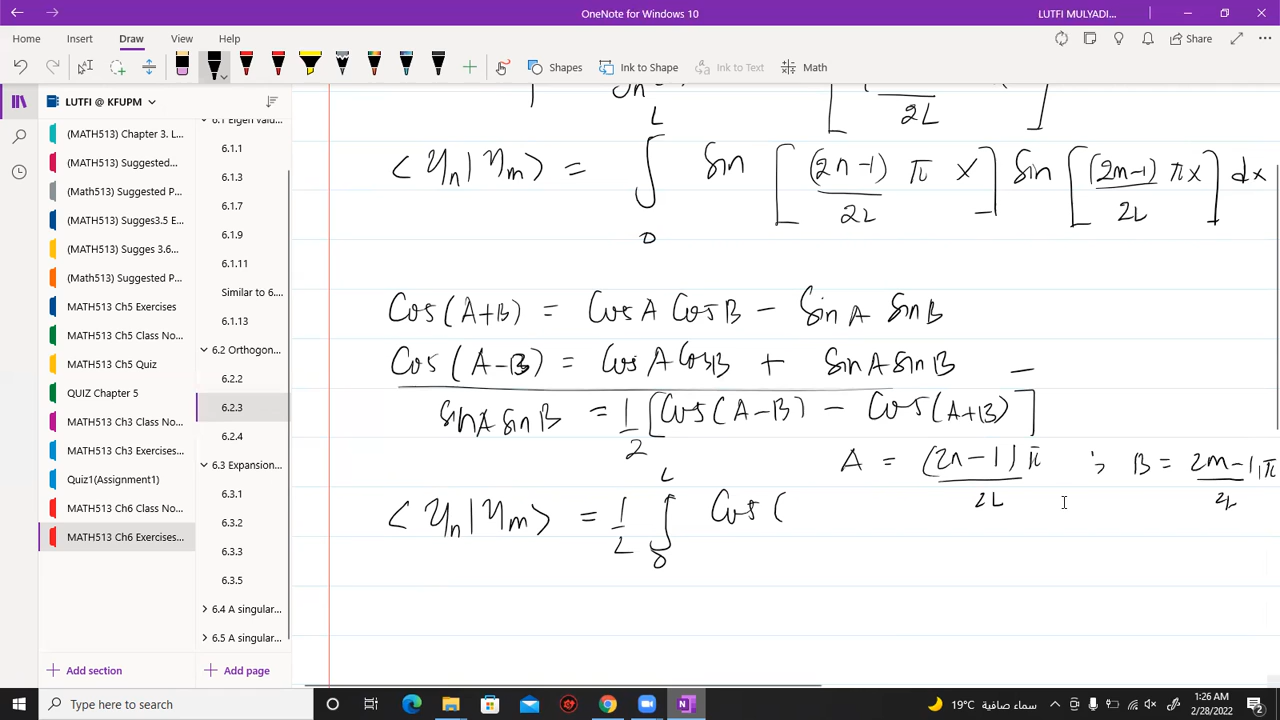 OneNote for Windows 10
LUTFI MULYADI...
Home Insert Draw View Help
Share
Shapes Ink to Shape Ink to Text Math
LUTFI @ KFUPM
(MATH513) Chapter 3. L...
(MATH513) Suggested...
(Math513) Suggested P...
(MATH513) Sugges3.5 E...
(MATH513) Sugges 3.6...
(Math513) Suggested P...
MATH513 Ch5 Exercises
MATH513 Ch5 Class No...
MATH513 Ch5 Quiz
QUIZ Chapter 5
MATH513 Ch3 Class No...
MATH513 Ch3 Exercises...
Quiz1(Assignment1)
MATH513 Ch6 Class No...
MATH513 Ch6 Exercises...
Add section
6.1 Eigen valu...
6.1.1
6.1.3
6.1.7
6.1.9
6.1.11
Similar to 6....
6.1.13
6.2 Orthogon...
6.2.2
6.2.3
6.2.4
6.3 Expansion...
6.3.1
6.3.2
6.3.3
6.3.5
6.4 A singular...
6.5 A singular...
Add page
2L
<y_n|y_m> = ∫_0^L Sin [(2n-1)/2L π x] Sin [(2m-1)πx/2L] dx
Cos(A+B) = Cos A Cos B - Sin A Sin B
Cos(A-B) = Cos A Cos B + Sin A Sin B −
Sin A Sin B = 1/2 [Cos(A-B) - Cos(A+B)]
A = (2n-1)π/2L ; B = 2m-1,π/2L
<y_n|y_m> = 1/2 ∫_0^L Cos (
Type here to search
19°C سماء صافية
1:26 AM
2/28/2022
2